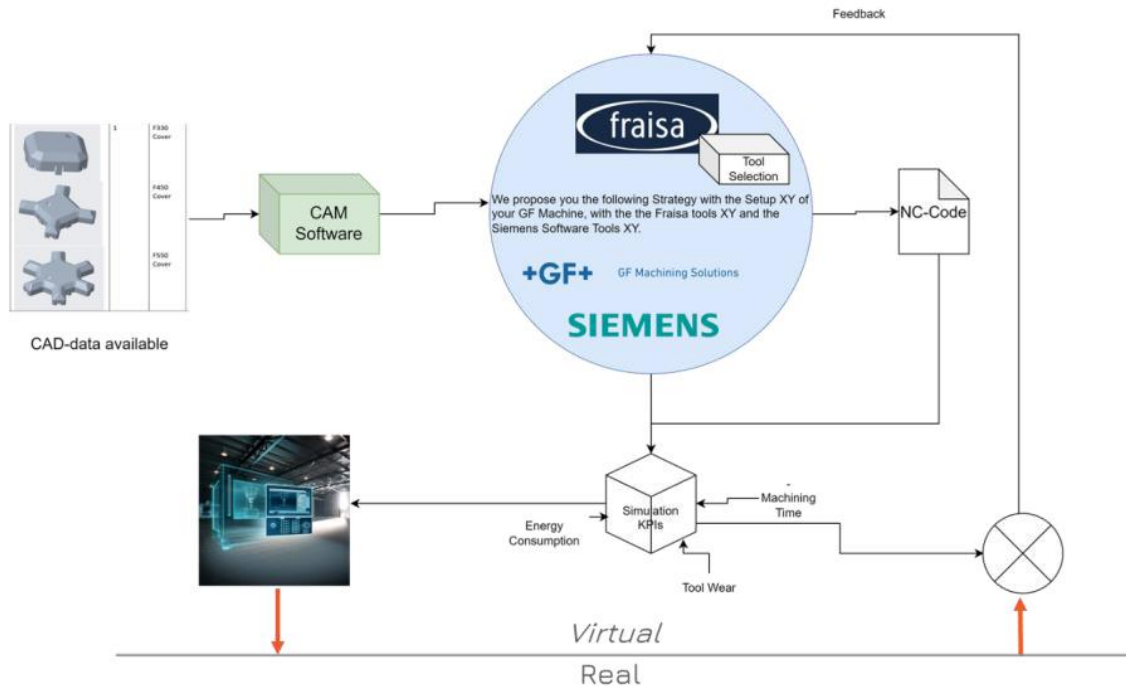 Feedback
1
F330
Cover
F450
Cover
F550
Cover
CAD-data available
CAM
Software
fraisa
Tool
Selection
We propose you the following Strategy with the Setup XY of
your GF Machine, with the the Fraisa tools XY and the
Siemens Software Tools XY.
+GF+
GF Machining Solutions
SIEMENS
NC-Code
Simulation
KPIs
-
Machining
Time
Energy
Consumption
Tool Wear
Virtual
Real